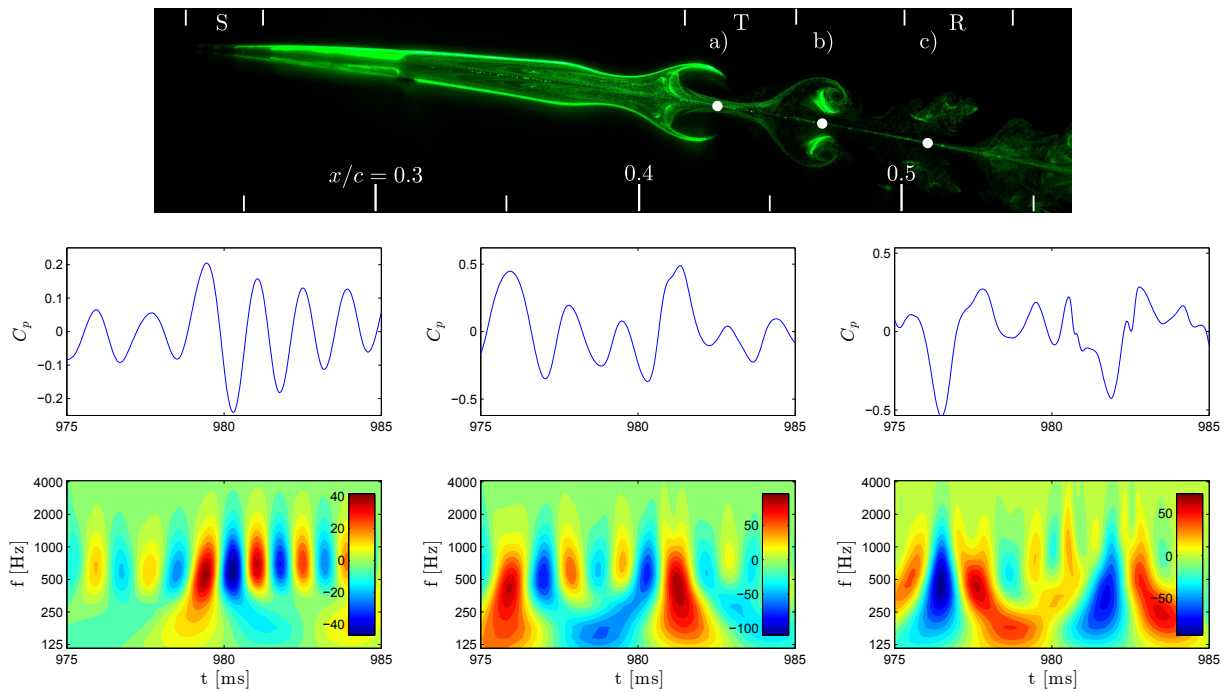 S T R
a) b) c)
x/c = 0.3 0.4 0.5
0.2 0.1 0 −0.1 −0.2
C_p
975 980 985
0.5 0 −0.5
C_p
975 980 985
0.5 0 −0.5
C_p
975 980 985
4000 2000 1000 500 250 125
f [Hz]
40 20 0 −20 −40
975 980 985
t [ms]
4000 2000 1000 500 250 125
f [Hz]
50 0 −50 −100
975 980 985
t [ms]
4000 2000 1000 500 250 125
f [Hz]
50 0 −50
975 980 985
t [ms]